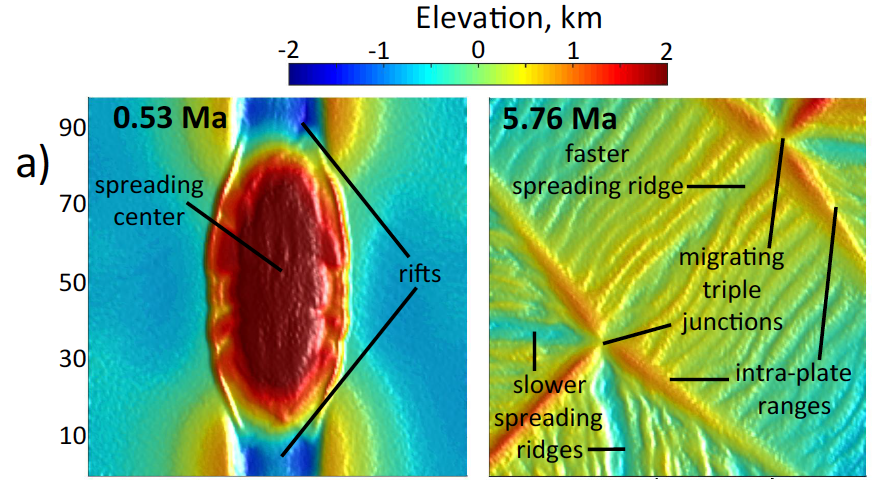 Elevation, km
-2 -1 0 1 2
a)
0.53 Ma
5.76 Ma
90
70
50
30
10
spreading
center
rifts
faster
spreading ridge
migrating
triple
junctions
slower
spreading
ridges
intra-plate
ranges